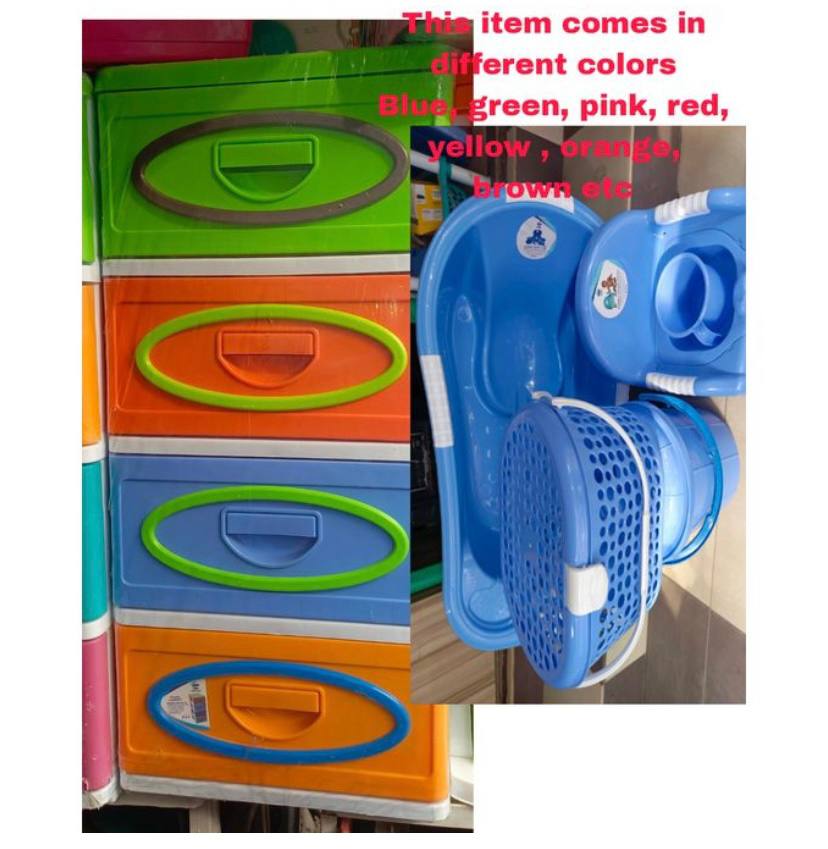 This item comes in
different colors
Blue, green, pink, red,
yellow , orange,
brown etc